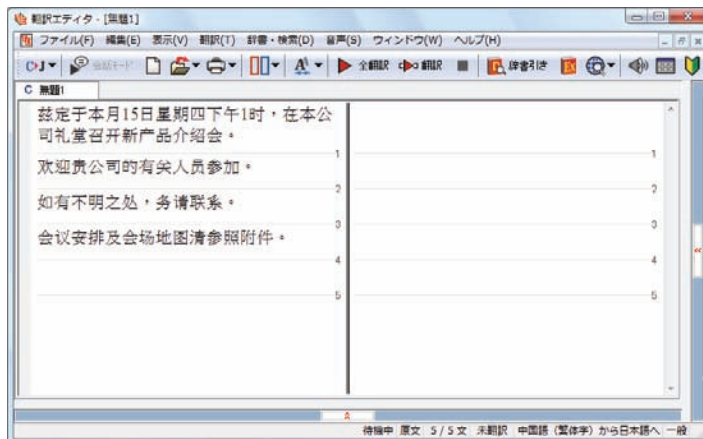 翻訳エディタ - [無題1]
ファイル(F) 編集(E) 表示(V) 翻訳(T) 辞書・検索(D) 音声(S) ウィンドウ(W) ヘルプ(H)
C▸J 会話モード A 全翻訳 翻訳 辞書引き
C 無題1
兹定于本月15日星期四下午1时，在本公
司礼堂召开新产品介绍会。
1 1
欢迎贵公司的有关人员参加。
2 2
如有不明之处，务请联系。
3 3
会议安排及会场地图清参照附件。
4 4
5 5
待機中 原文 5 / 5 文 未翻訳 中国語（繁体字）から日本語へ 一般